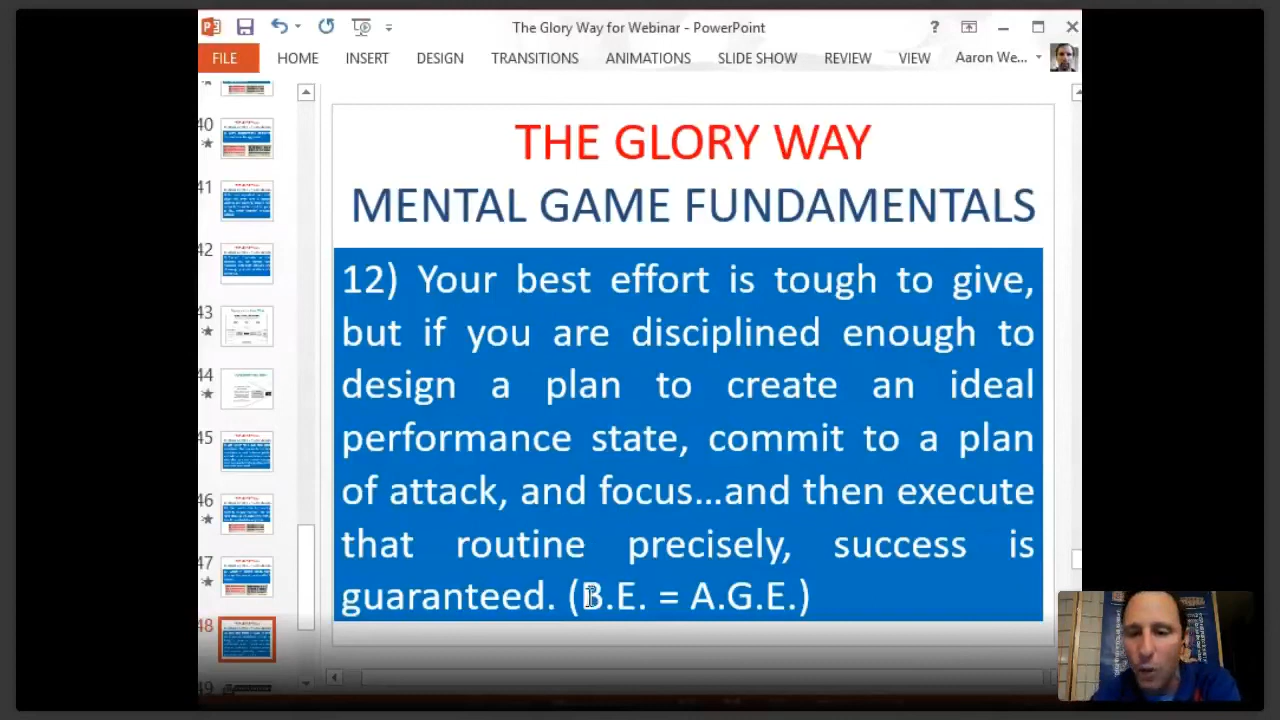 The Glory Way for Webinar - PowerPoint
?
FILE HOME INSERT DESIGN TRANSITIONS ANIMATIONS SLIDE SHOW REVIEW VIEW Aaron We...
40
41
42
43
44
45
46
47
48
49
THE GLORY WAY
MENTAL GAME FUNDAMENTALS
12) Your best effort is tough to give,
but if you are disciplined enough to
design a plan to create an ideal
performance state, commit to a plan
of attack, and focus...and then execute
that routine precisely, success is
guaranteed. (B.E. = A.G.E.)